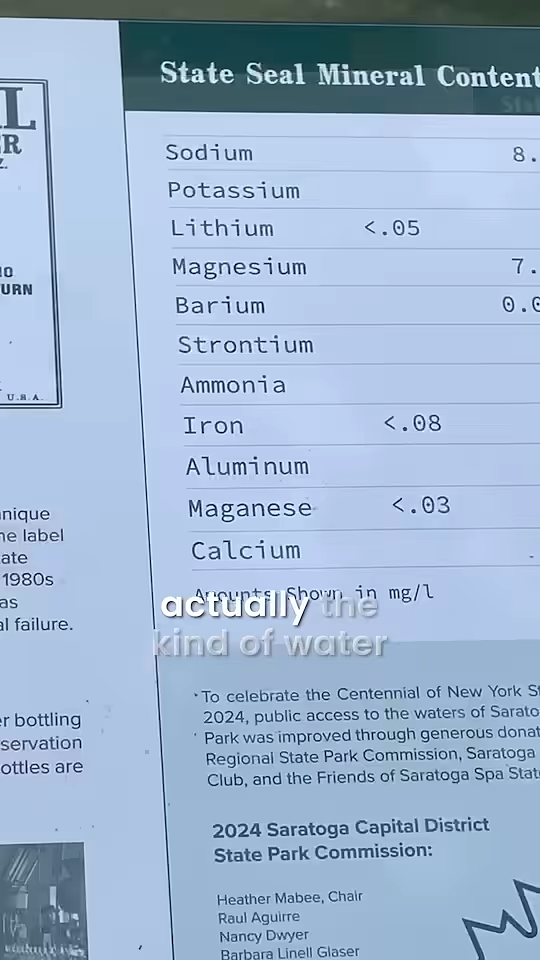 State Seal Mineral Content
Sodium 8.
Potassium
Lithium <.05
Magnesium 7.
Barium 0.0
Strontium
Ammonia
Iron <.08
Aluminum
Maganese <.03
Calcium .
Amounts Shown in mg/l
actually the
kind of water
To celebrate the Centennial of New York
2024, public access to the waters of
Park was improved through generous
Regional State Park Commission, Saratoga
Club, and the Friends of Saratoga Spa
2024 Saratoga Capital District
State Park Commission:
Heather Mabee, Chair
Raul Aguirre
Nancy Dwyer
Barbara Linell Glaser
L
R
Z.
URN
U.S.A.
nique
he label
ate
1980s
as
al failure.
er bottling
servation
ottles are